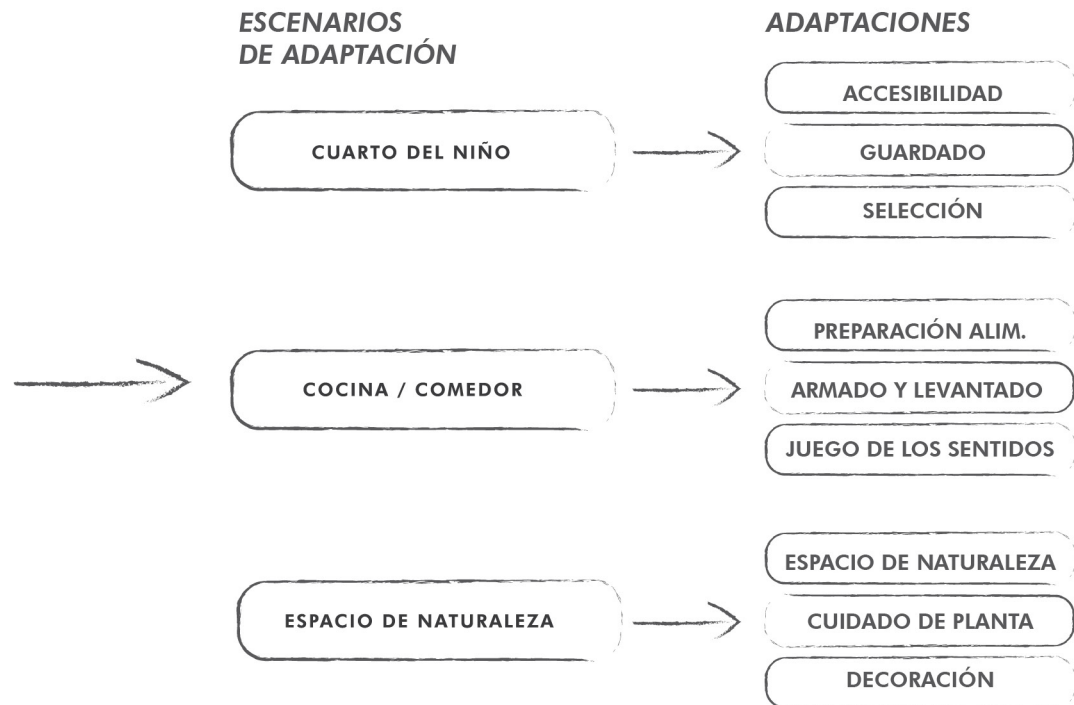 ESCENARIOS
DE ADAPTACIÓN
ADAPTACIONES
CUARTO DEL NIÑO
ACCESIBILIDAD
GUARDADO
SELECCIÓN
COCINA / COMEDOR
PREPARACIÓN ALIM.
ARMADO Y LEVANTADO
JUEGO DE LOS SENTIDOS
ESPACIO DE NATURALEZA
ESPACIO DE NATURALEZA
CUIDADO DE PLANTA
DECORACIÓN